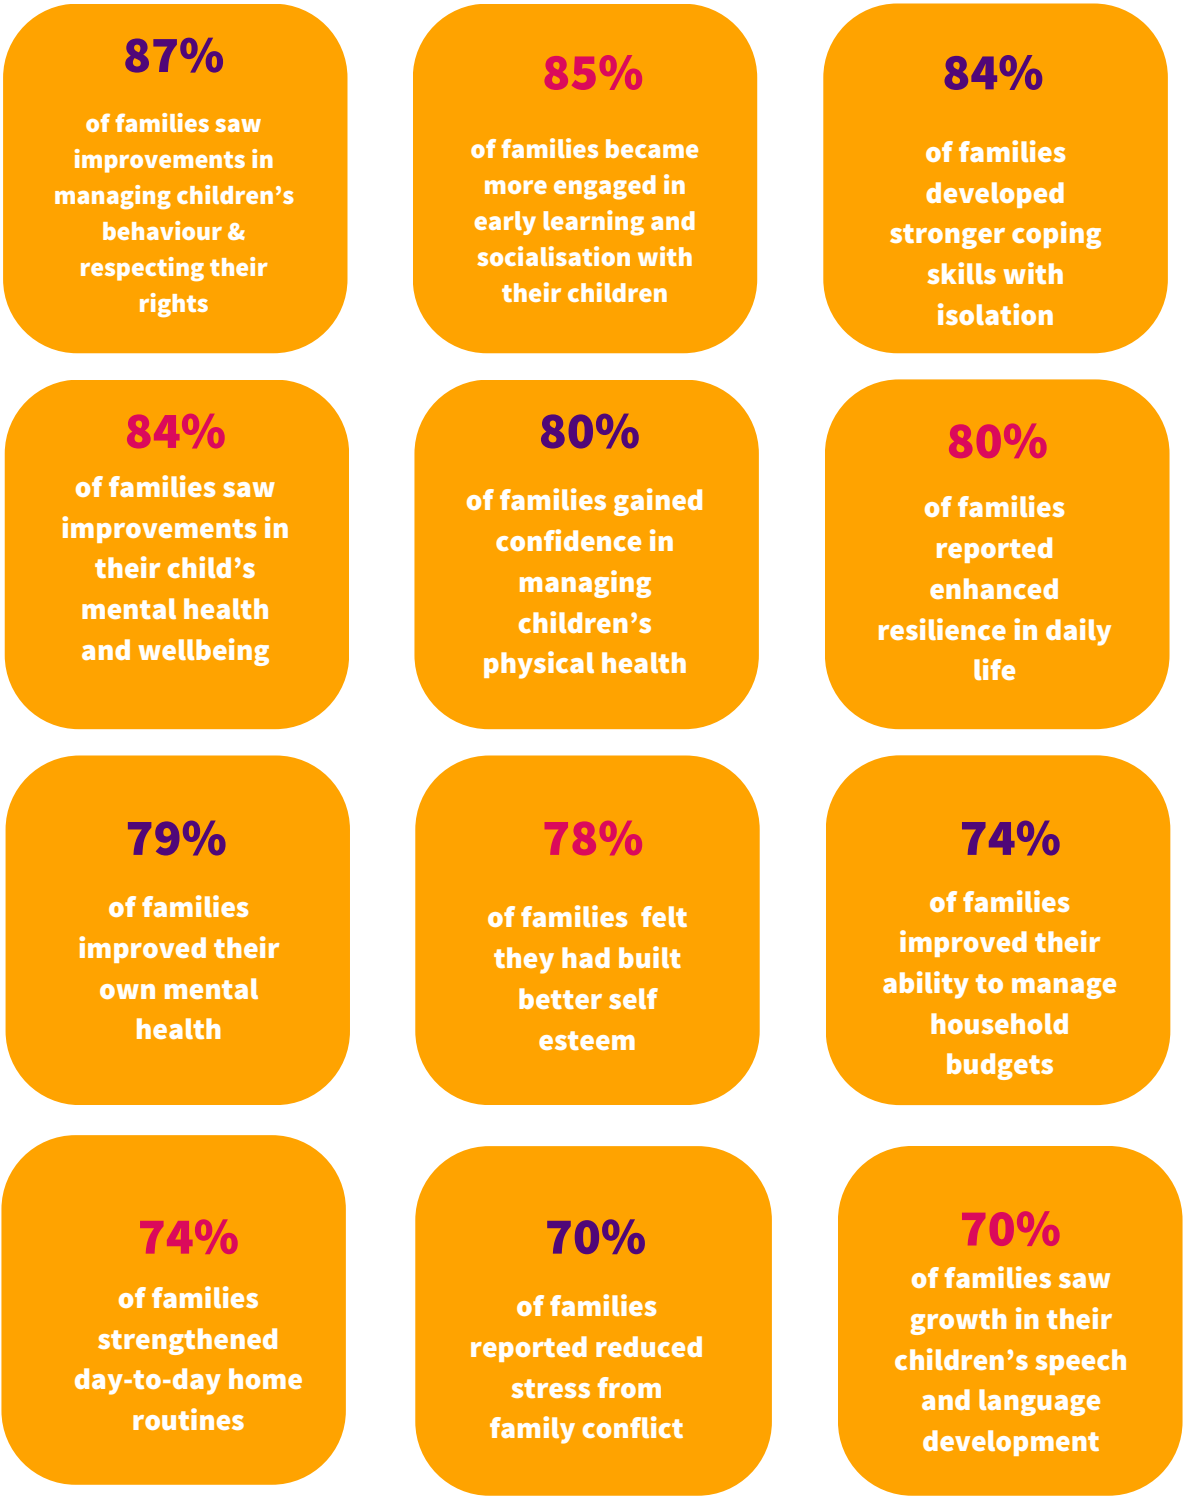 87%
of families saw
improvements in
managing children’s
behaviour &
respecting their
rights
85%
of families became
more engaged in
early learning and
socialisation with
their children
84%
of families
developed
stronger coping
skills with
isolation
84%
of families saw
improvements in
their child’s
mental health
and wellbeing
80%
of families gained
confidence in
managing
children’s
physical health
80%
of families
reported
enhanced
resilience in daily
life
79%
of families
improved their
own mental
health
78%
of families  felt
they had built
better self
esteem
74%
of families
improved their
ability to manage
household
budgets
74%
of families
strengthened
day-to-day home
routines
70%
of families
reported reduced
stress from
family conflict
70%
of families saw
growth in their
children’s speech
and language
development